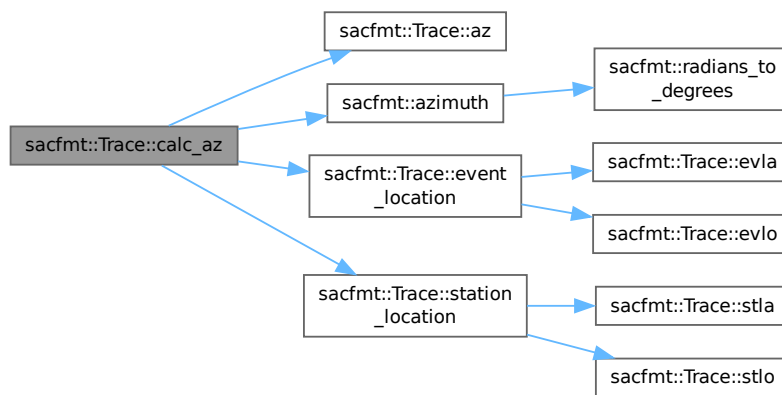 sacfmt::Trace::calc_az
sacfmt::Trace::az
sacfmt::azimuth
sacfmt::radians_to
_degrees
sacfmt::Trace::event
_location
sacfmt::Trace::evla
sacfmt::Trace::evlo
sacfmt::Trace::station
_location
sacfmt::Trace::stla
sacfmt::Trace::stlo